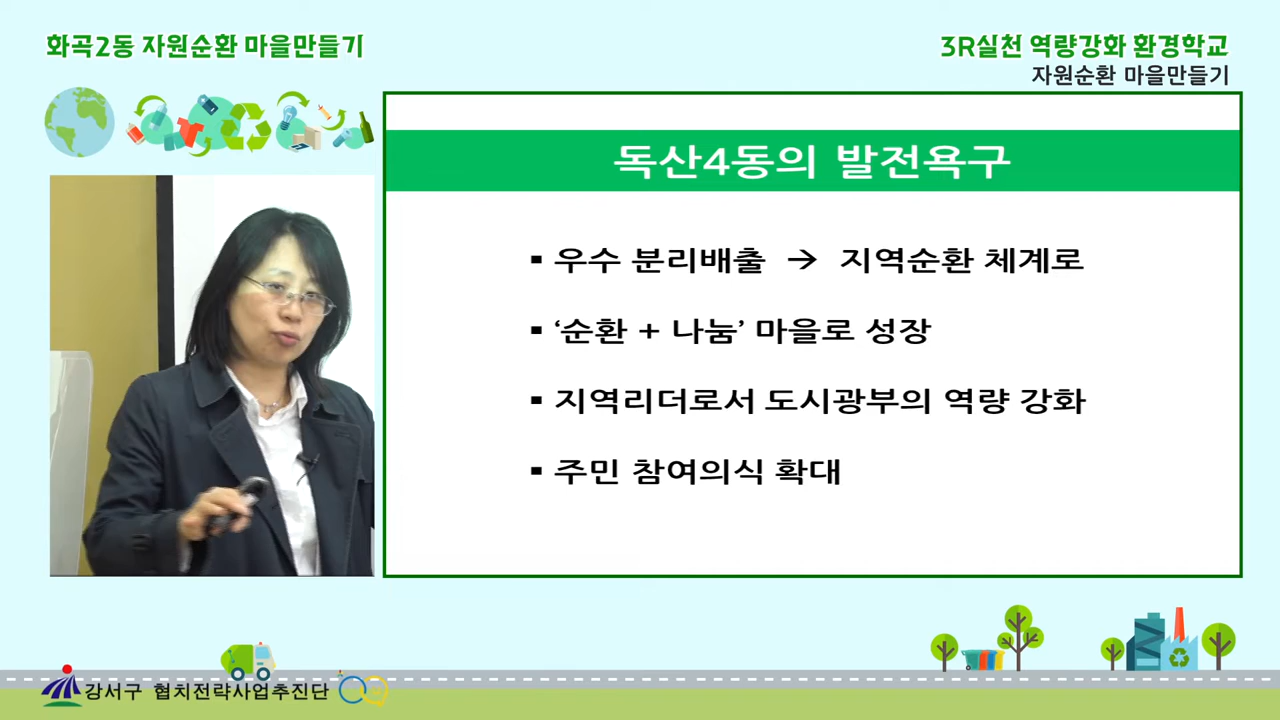 화곡2동 자원순환 마을만들기
3R실천 역량강화 환경학교
자원순환 마을만들기
독산4동의 발전욕구
▪ 우수 분리배출 → 지역순환 체계로
▪ ‘순환 + 나눔’ 마을로 성장
▪ 지역리더로서 도시광부의 역량 강화
▪ 주민 참여의식 확대
강서구 협치전략사업추진단